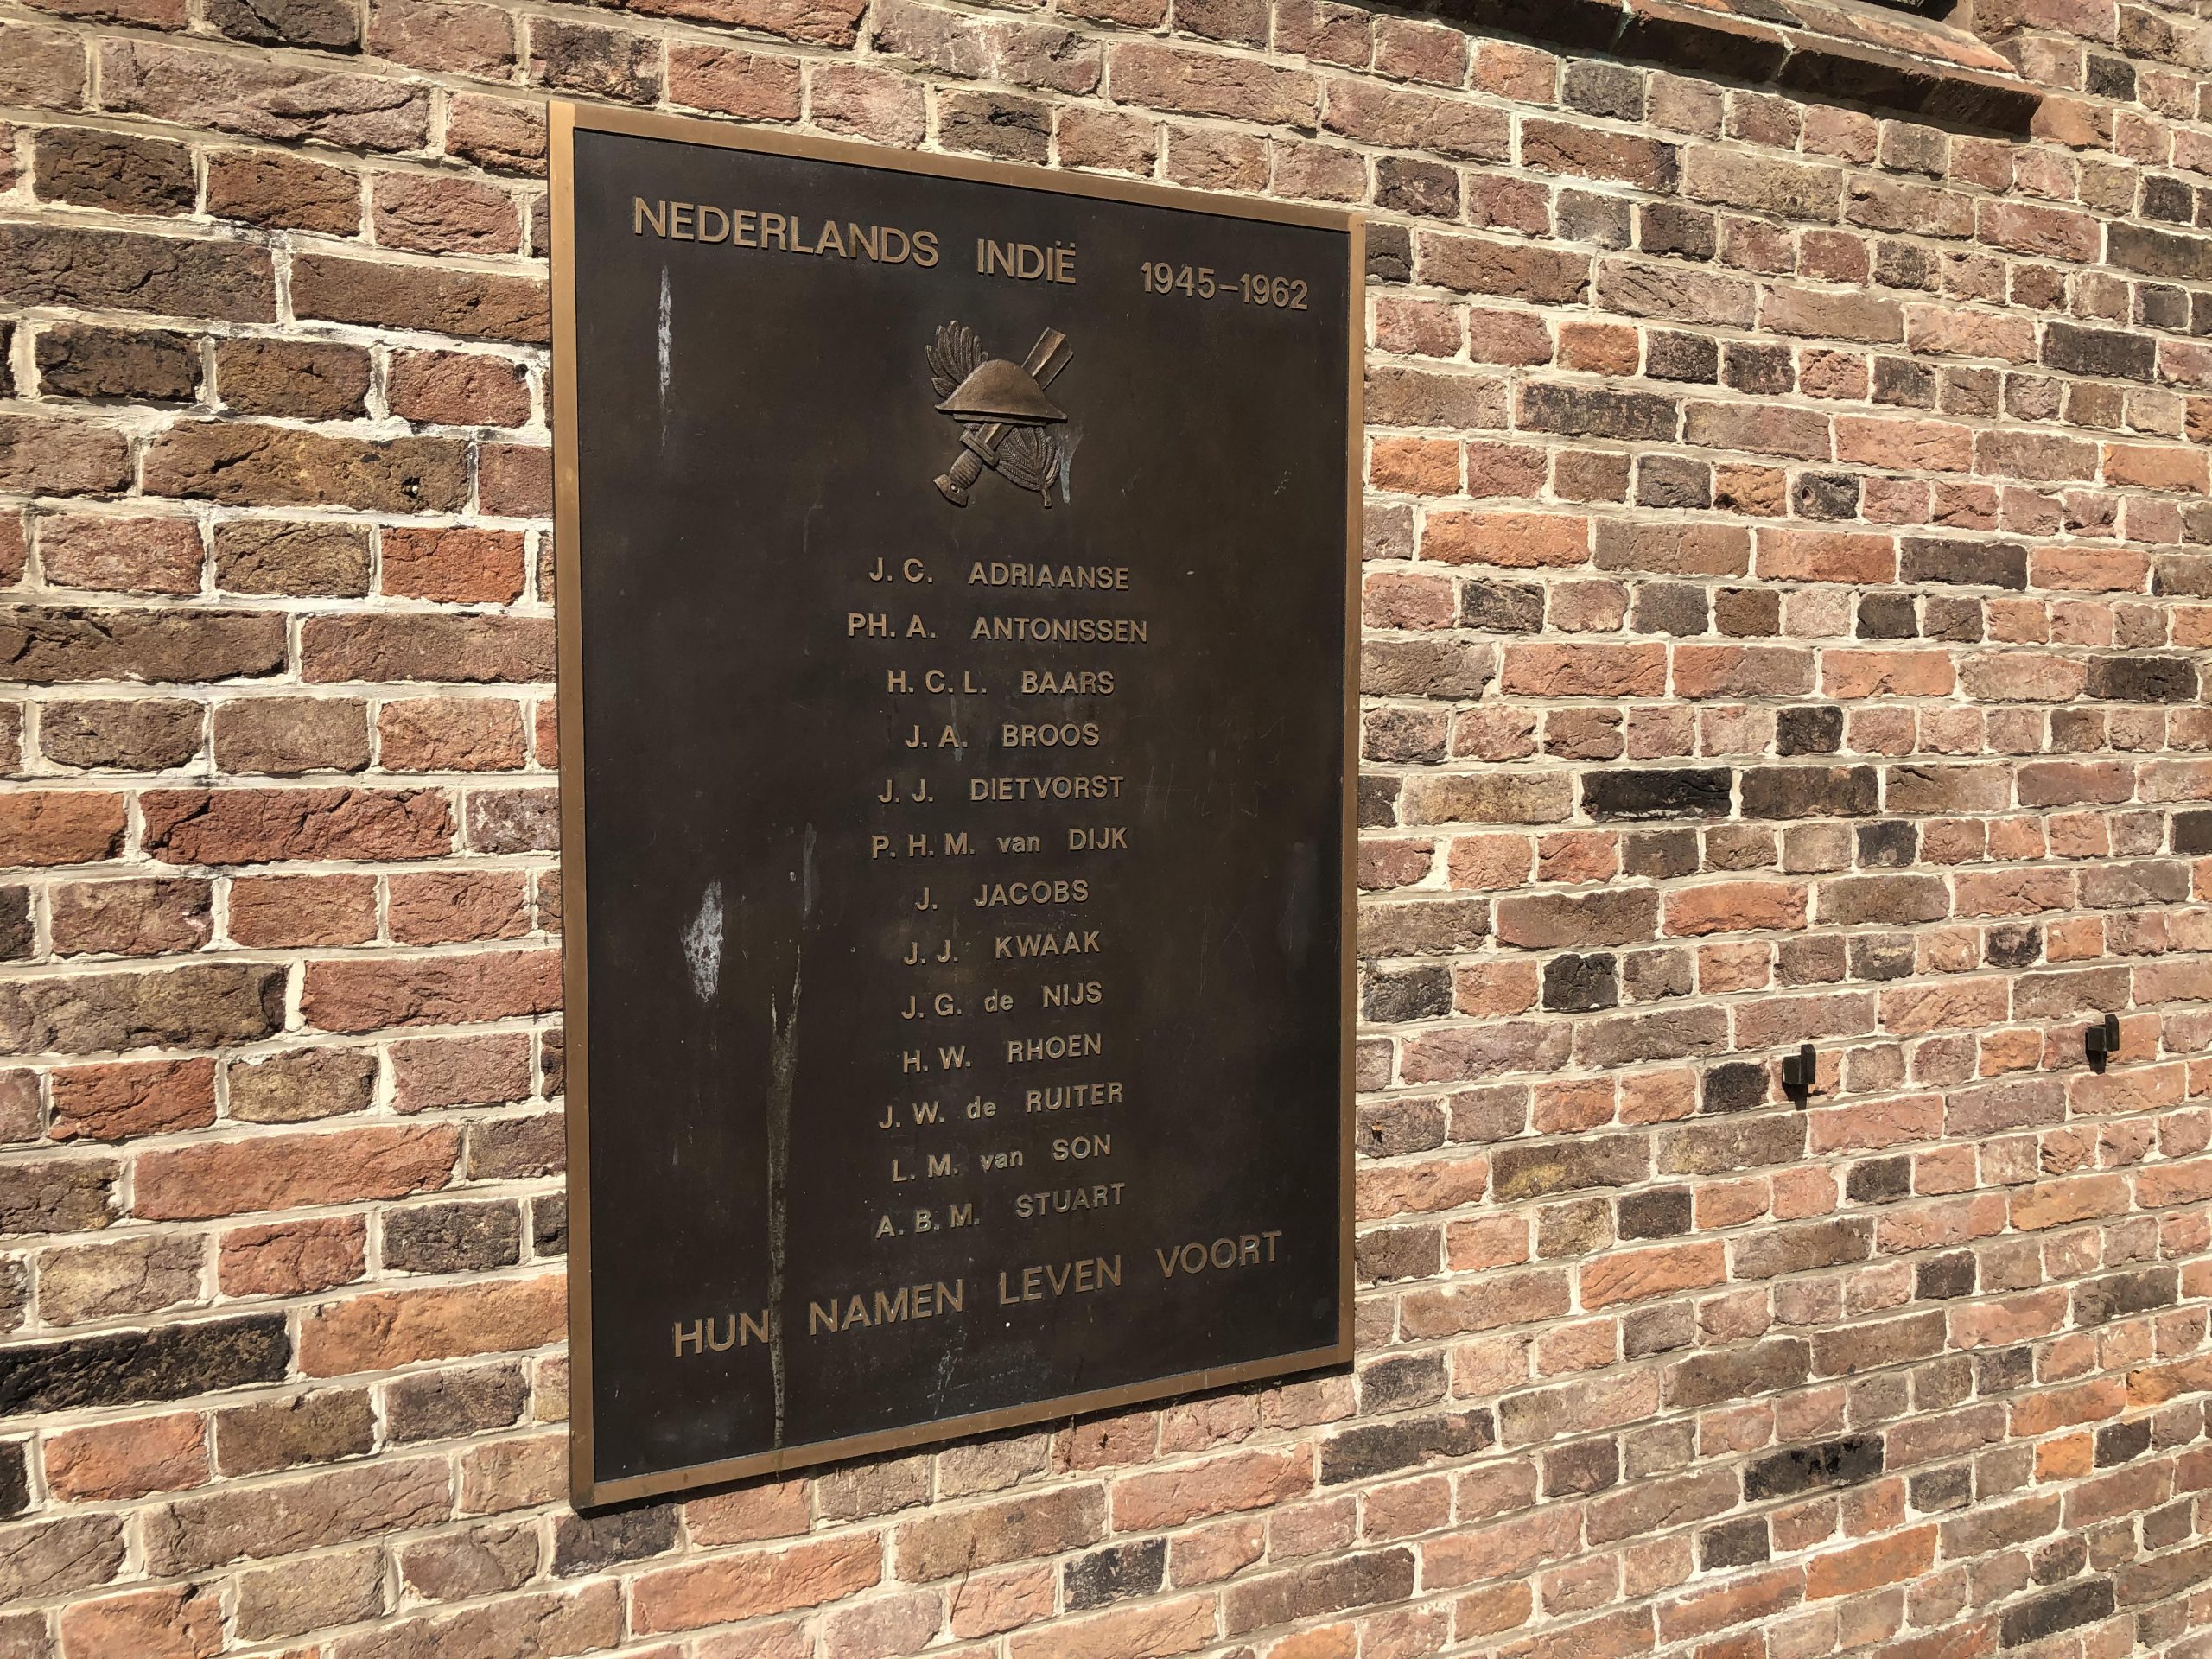 NEDERLANDS INDIË 1945-1962
J. C. ADRIAANSE
PH. A. ANTONISSEN
H. C. L. BAARS
J. A. BROOS
J. J. DIETVORST
P. H. M. van DIJK
J. JACOBS
J. J. KWAAK
J. G. de NIJS
H. W. RHOEN
J. W. de RUITER
L. M. van SON
A. B. M. STUART
HUN NAMEN LEVEN VOORT